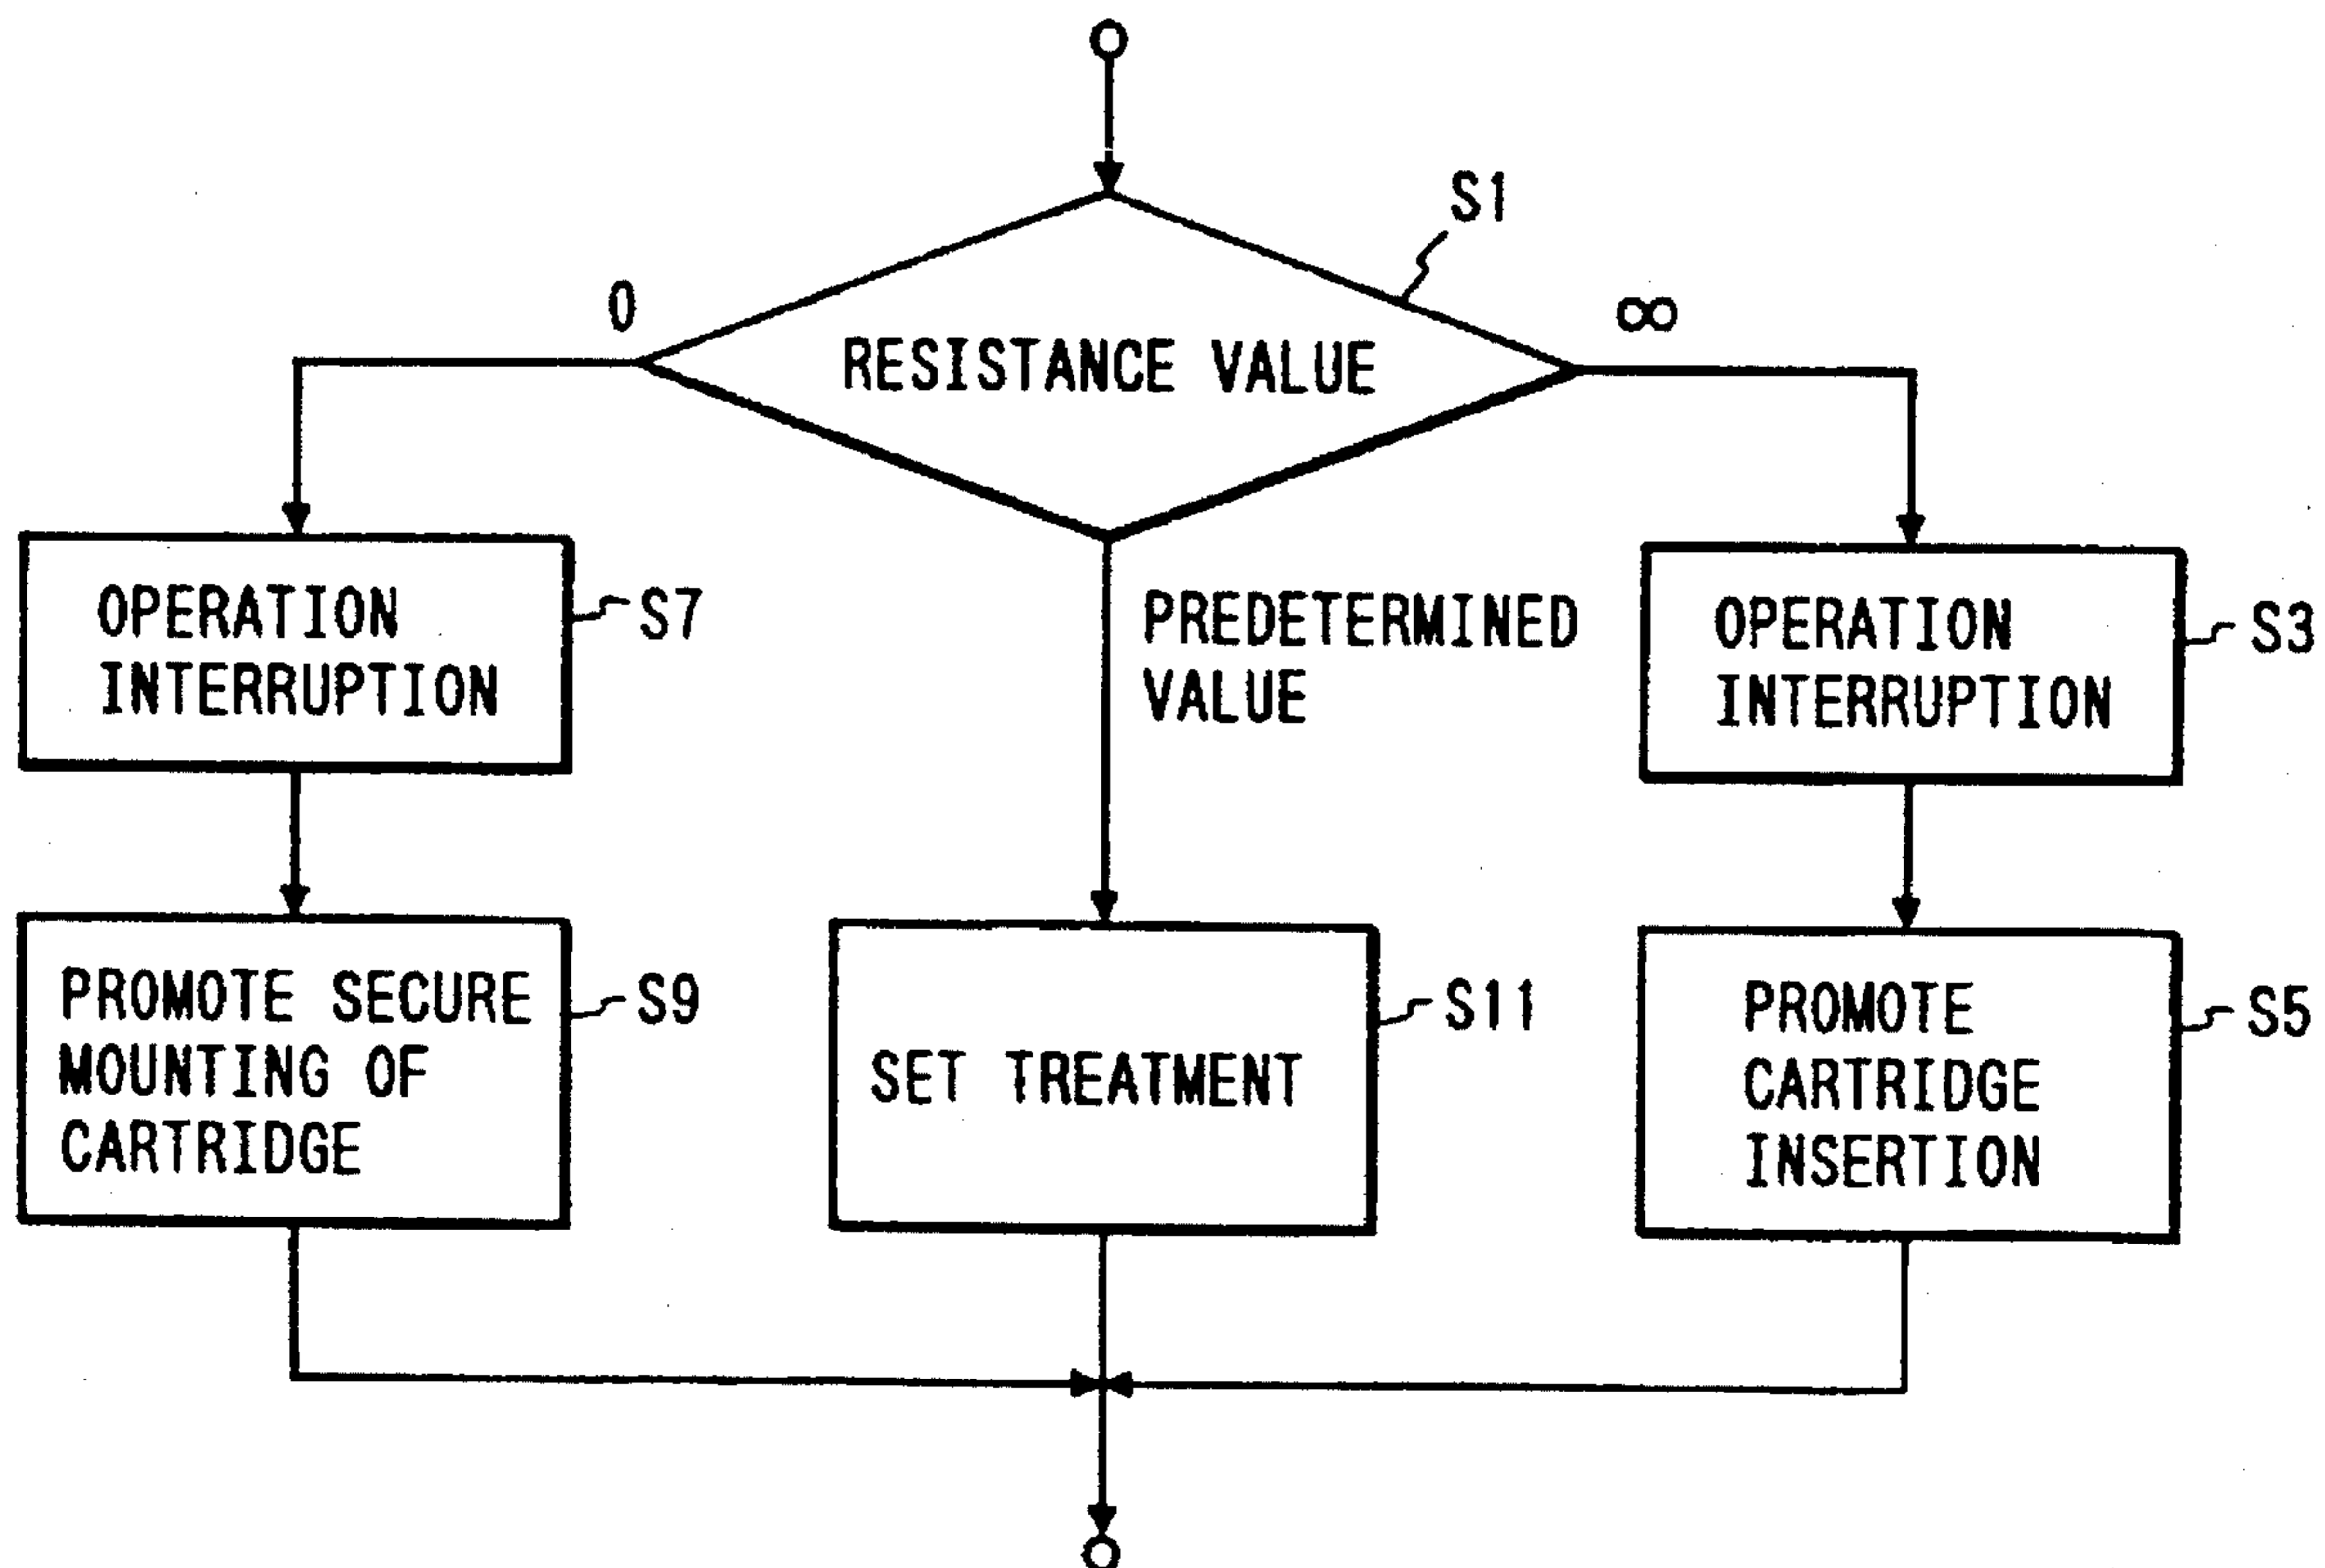 S1
0
∞
RESISTANCE VALUE
OPERATION
INTERRUPTION
S7
PREDETERMINED
VALUE
OPERATION
INTERRUPTION
S3
PROMOTE SECURE
MOUNTING OF
CARTRIDGE
S9
SET TREATMENT
S11
PROMOTE
CARTRIDGE
INSERTION
S5